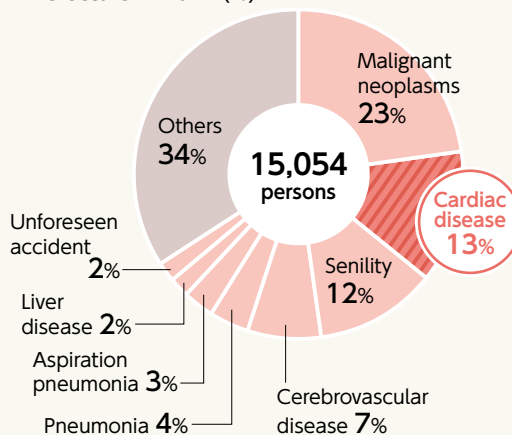 15,054
persons
Malignant
neoplasms
23%
Cardiac
disease
13%
Senility
12%
Cerebrovascular
disease 7%
Pneumonia 4%
Aspiration
pneumonia 3%
Liver
disease 2%
Unforeseen
accident
2%
Others
34%